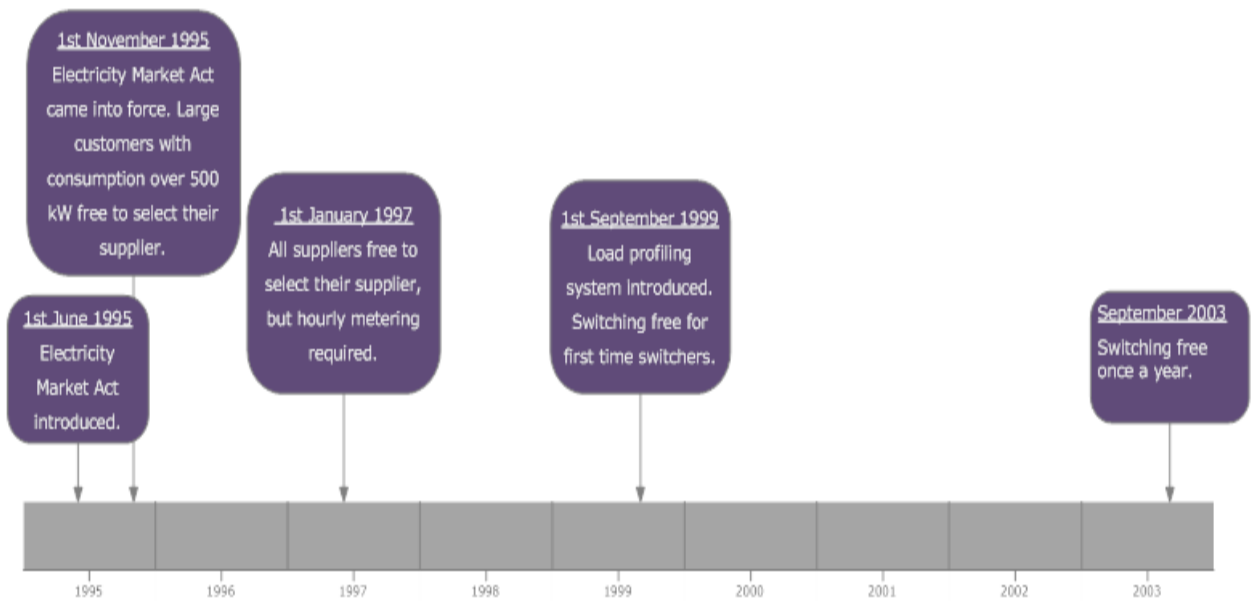 1st November 1995
Electricity Market Act
came into force. Large
customers with
consumption over 500
kW free to select their
supplier.
1st June 1995
Electricity
Market Act
introduced.
1st January 1997
All suppliers free to
select their supplier,
but hourly metering
required.
1st September 1999
Load profiling
system introduced.
Switching free for
first time switchers.
September 2003
Switching free
once a year.
1995
1996
1997
1998
1999
2000
2001
2002
2003